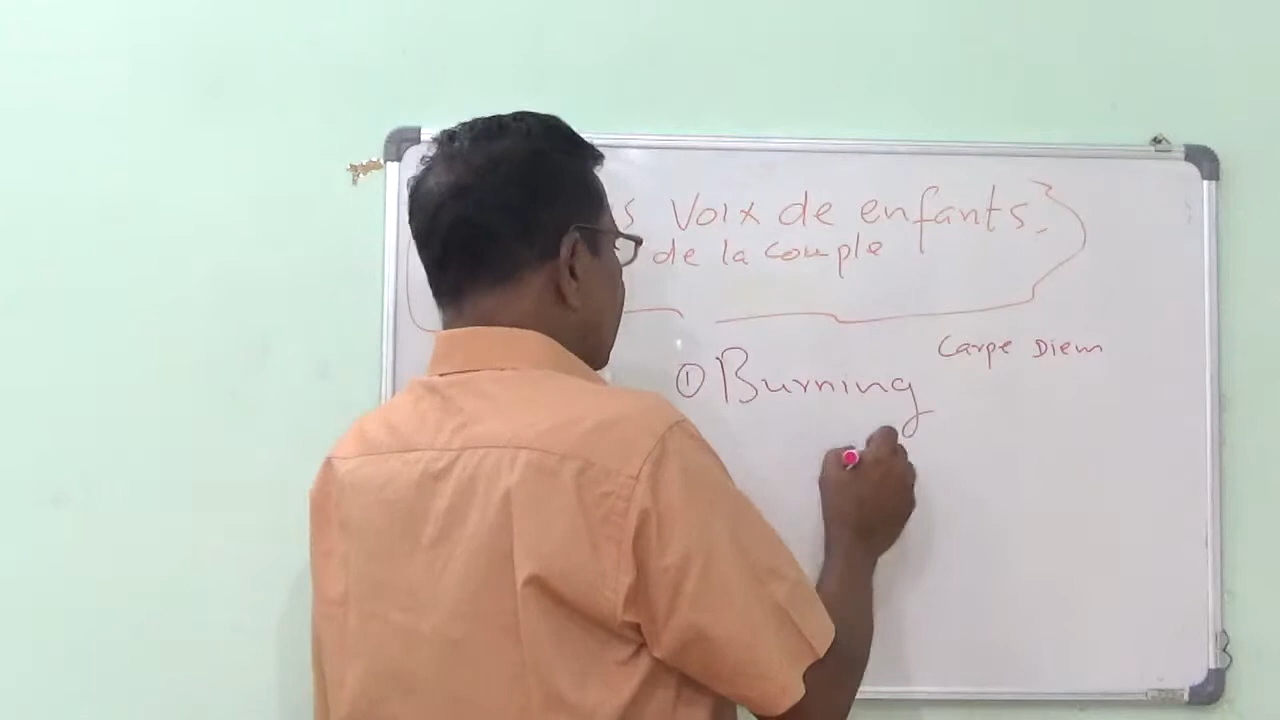 Voix de enfants.
de la couple
Carpe Diem
① Burning